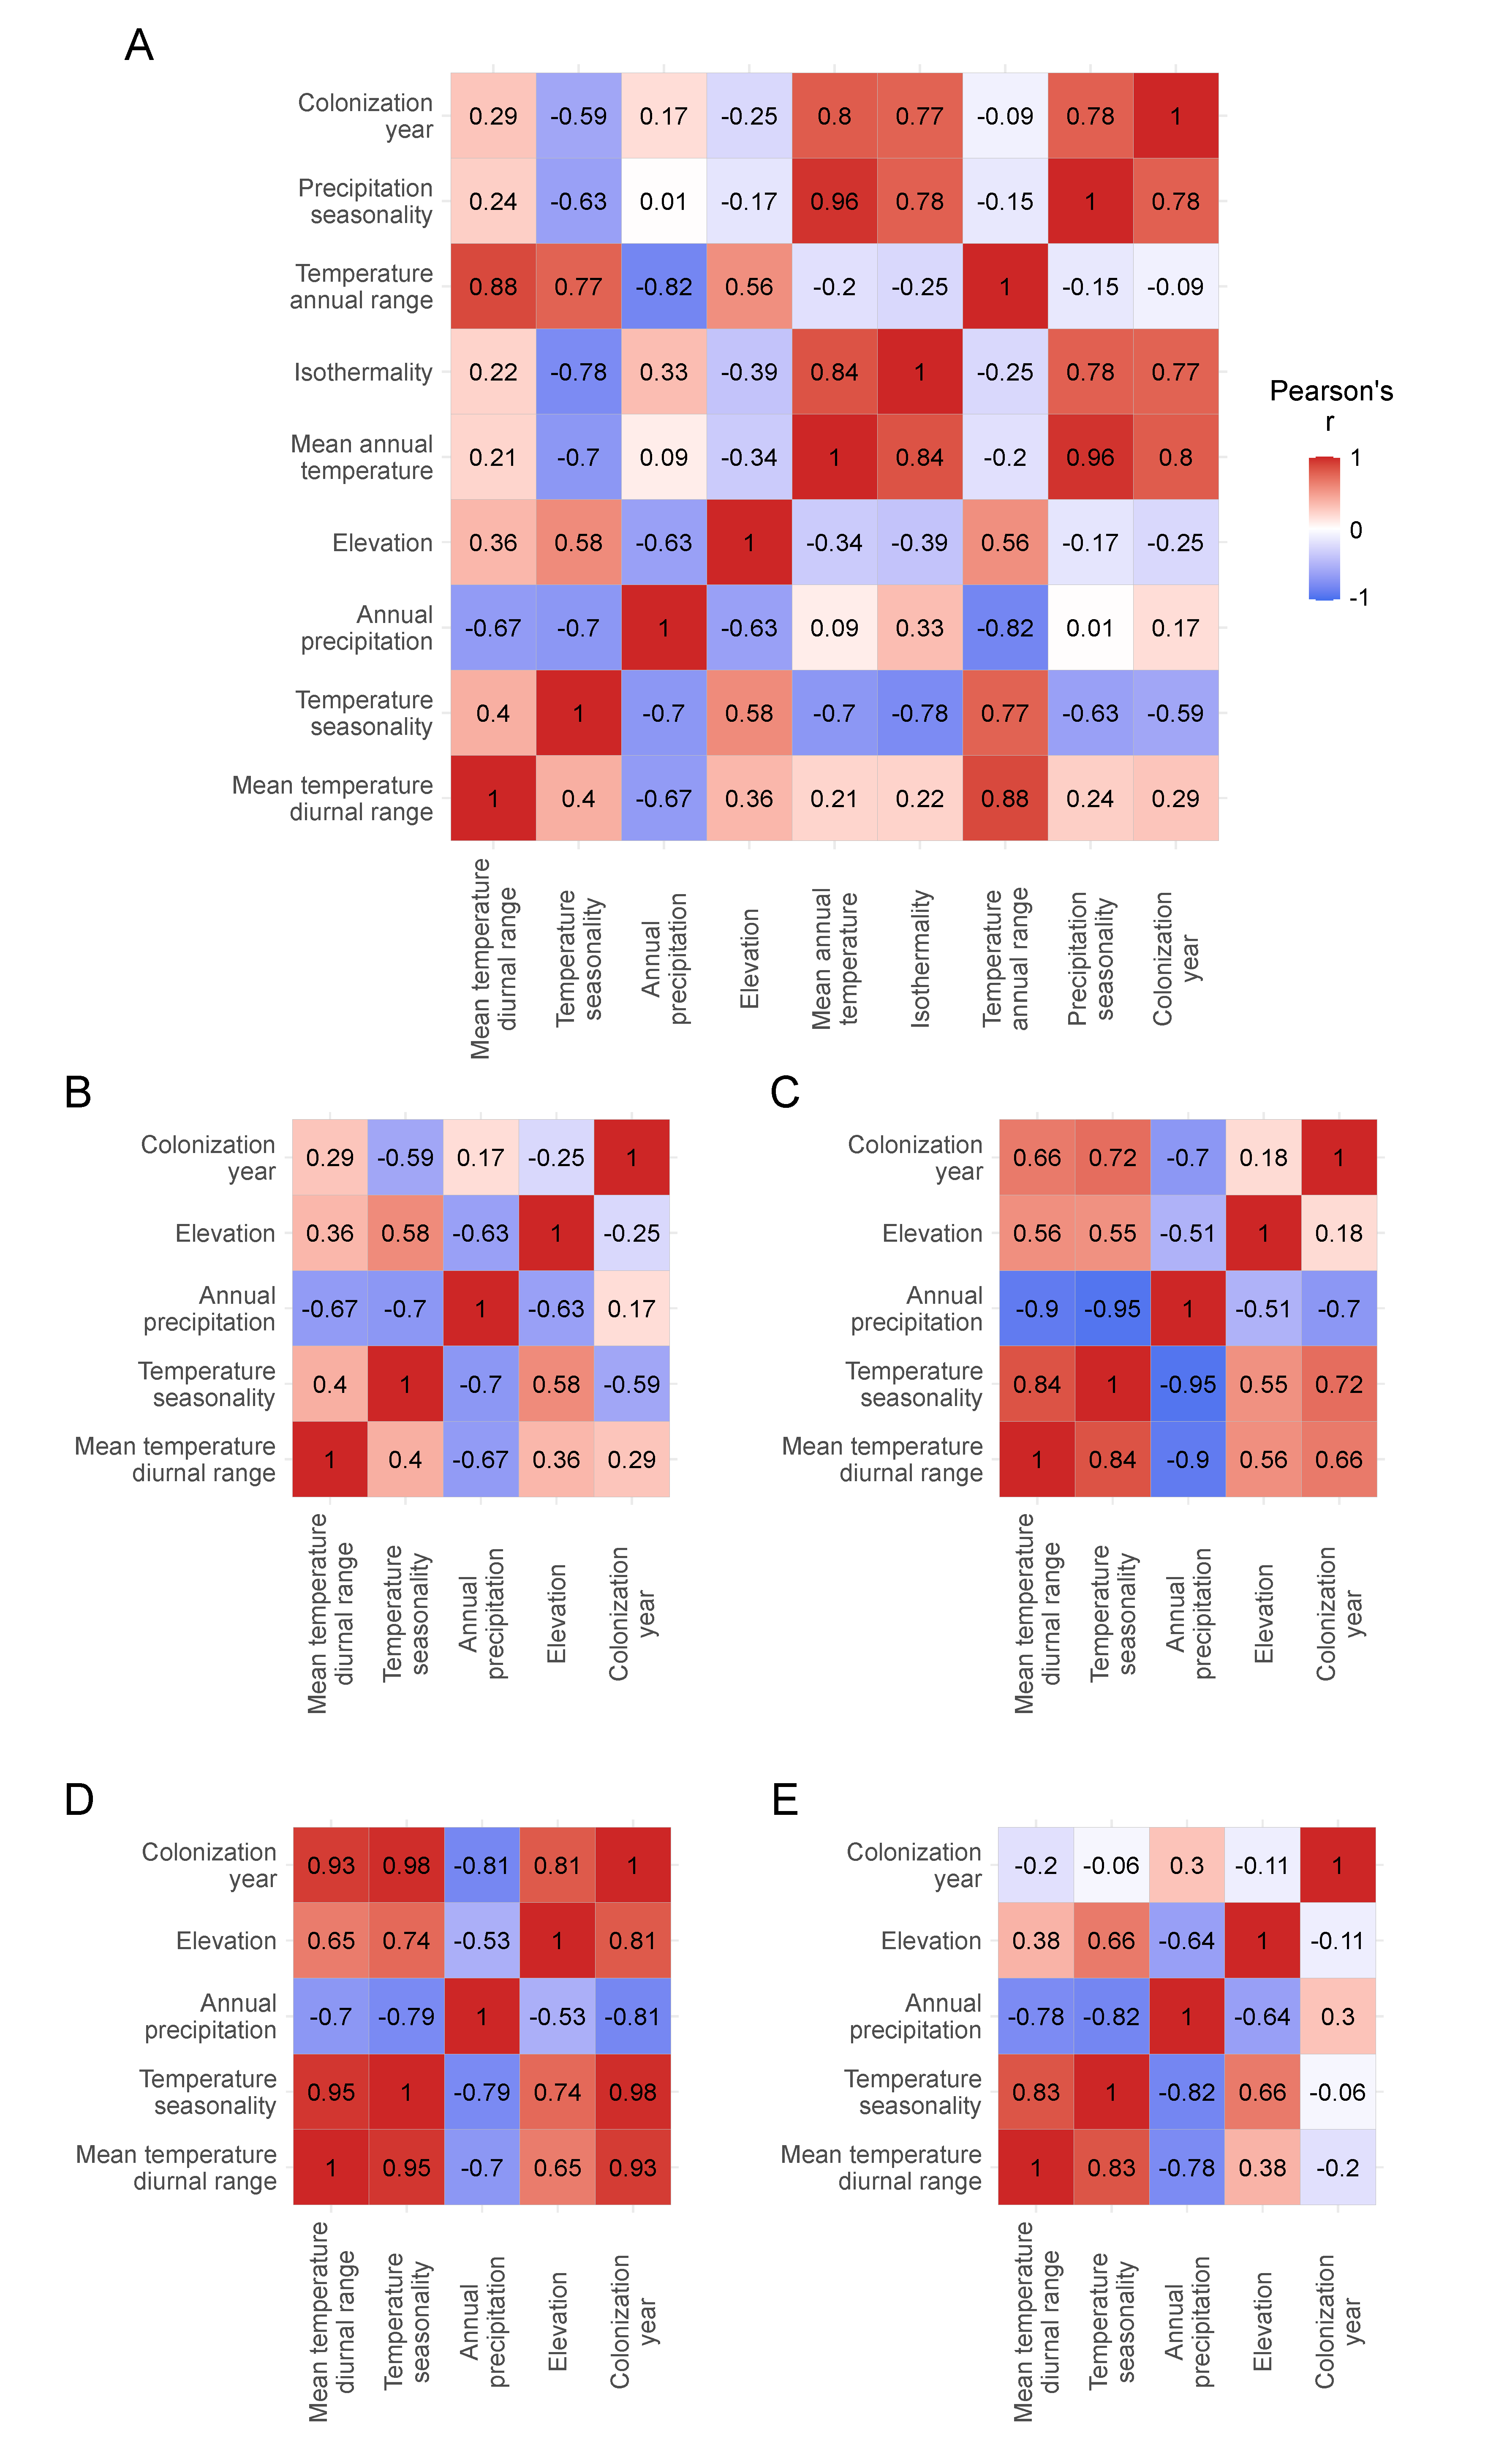 A
Colonization
year
0.29 -0.59 0.17 -0.25 0.8 0.77 -0.09 0.78 1
Precipitation
seasonality
0.24 -0.63 0.01 -0.17 0.96 0.78 -0.15 1 0.78
Temperature
annual range
0.88 0.77 -0.82 0.56 -0.2 -0.25 1 -0.15 -0.09
Isothermality
0.22 -0.78 0.33 -0.39 0.84 1 -0.25 0.78 0.77
Mean annual
temperature
0.21 -0.7 0.09 -0.34 1 0.84 -0.2 0.96 0.8
Elevation
0.36 0.58 -0.63 1 -0.34 -0.39 0.56 -0.17 -0.25
Annual
precipitation
-0.67 -0.7 1 -0.63 0.09 0.33 -0.82 0.01 0.17
Temperature
seasonality
0.4 1 -0.7 0.58 -0.7 -0.78 0.77 -0.63 -0.59
Mean temperature
diurnal range
1 0.4 -0.67 0.36 0.21 0.22 0.88 0.24 0.29
Mean temperature
diurnal range
Temperature
seasonality
Annual
precipitation
Elevation
Mean annual
temperature
Isothermality
Temperature
annual range
Precipitation
seasonality
Colonization
year
Pearson's
r
1
0
-1
B
Colonization
year
0.29 -0.59 0.17 -0.25 1
Elevation
0.36 0.58 -0.63 1 -0.25
Annual
precipitation
-0.67 -0.7 1 -0.63 0.17
Temperature
seasonality
0.4 1 -0.7 0.58 -0.59
Mean temperature
diurnal range
1 0.4 -0.67 0.36 0.29
Mean temperature
diurnal range
Temperature
seasonality
Annual
precipitation
Elevation
Colonization
year
C
Colonization
year
0.66 0.72 -0.7 0.18 1
Elevation
0.56 0.55 -0.51 1 0.18
Annual
precipitation
-0.9 -0.95 1 -0.51 -0.7
Temperature
seasonality
0.84 1 -0.95 0.55 0.72
Mean temperature
diurnal range
1 0.84 -0.9 0.56 0.66
Mean temperature
diurnal range
Temperature
seasonality
Annual
precipitation
Elevation
Colonization
year
D
Colonization
year
0.93 0.98 -0.81 0.81 1
Elevation
0.65 0.74 -0.53 1 0.81
Annual
precipitation
-0.7 -0.79 1 -0.53 -0.81
Temperature
seasonality
0.95 1 -0.79 0.74 0.98
Mean temperature
diurnal range
1 0.95 -0.7 0.65 0.93
Mean temperature
diurnal range
Temperature
seasonality
Annual
precipitation
Elevation
Colonization
year
E
Colonization
year
-0.2 -0.06 0.3 -0.11 1
Elevation
0.38 0.66 -0.64 1 -0.11
Annual
precipitation
-0.78 -0.82 1 -0.64 0.3
Temperature
seasonality
0.83 1 -0.82 0.66 -0.06
Mean temperature
diurnal range
1 0.83 -0.78 0.38 -0.2
Mean temperature
diurnal range
Temperature
seasonality
Annual
precipitation
Elevation
Colonization
year